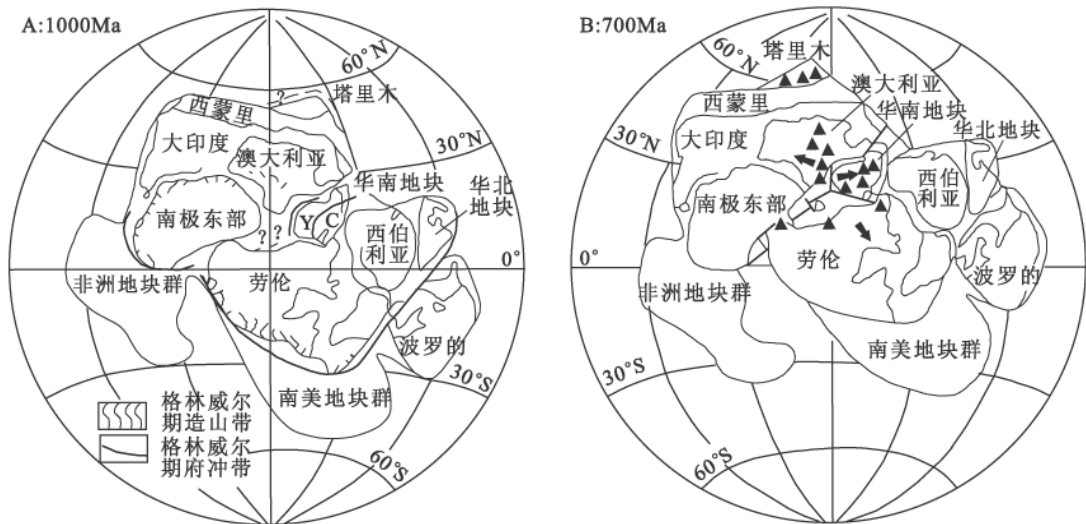 A:1000Ma
60°N
塔里木
?
西蒙里
大印度
30°N
澳大利亚
华南地块
华北
地块
南极东部
Y
C
? ?
西伯
利亚
0°
非洲地块群
劳伦
波罗的
30°S
南美地块群
格林威尔
期造山带
格林威尔
期府冲带
60°S
B:700Ma
60°N
塔里木
澳大利亚
西蒙里
华南地块
30°N
大印度
华北地块
西伯
利亚
南极东部
0°
劳伦
非洲地块群
波罗的
南美地块群
30°S
60°S